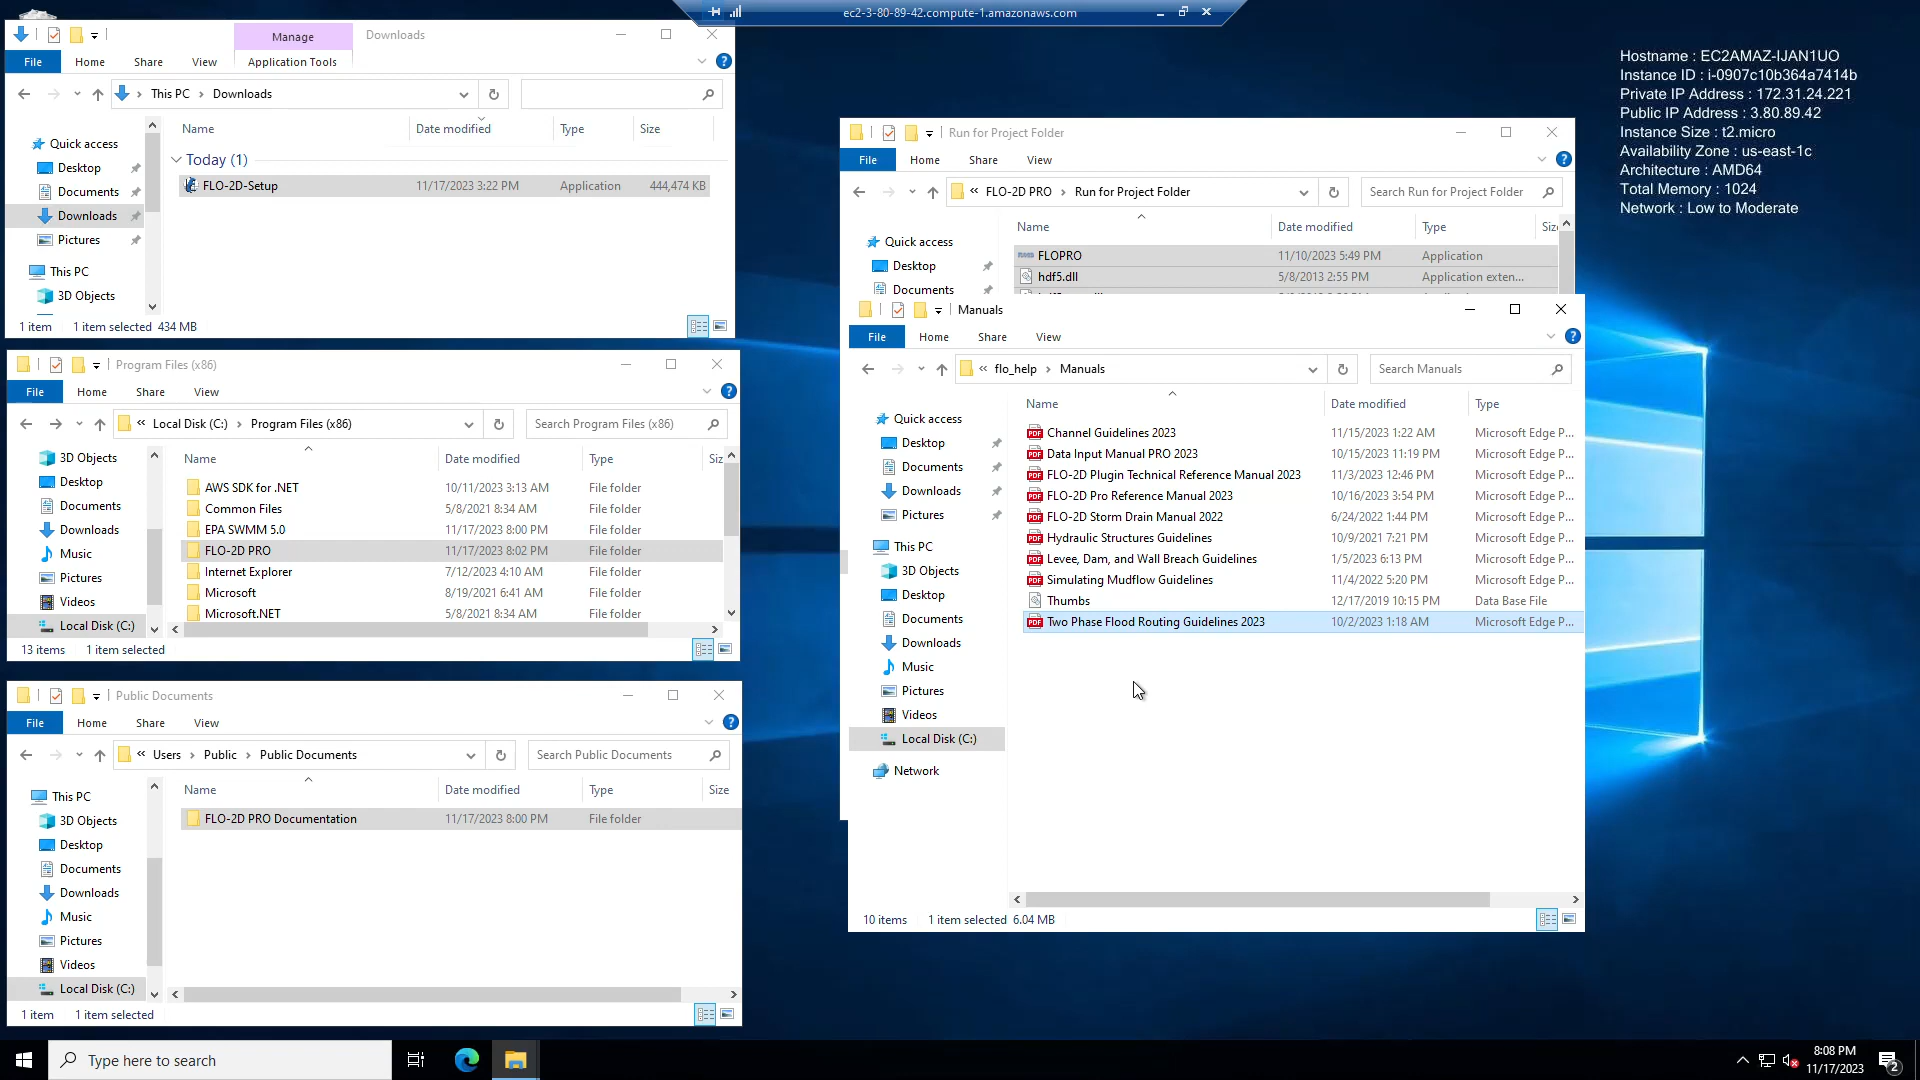 ec2-3-80-89-42.compute-1.amazonaws.com
Manage
Downloads
File
Home
Share
View
Application Tools
This PC
Downloads
Name
Date modified
Type
Size
Quick access
Desktop
Documents
Downloads
Pictures
This PC
3D Objects
Today (1)
FLO-2D-Setup
11/17/2023 3:22 PM
Application
444,474 KB
1 item
1 item selected 434 MB
Program Files (x86)
File
Home
Share
View
Local Disk (C:)
Program Files (x86)
Search Program Files (x86)
3D Objects
Desktop
Documents
Downloads
Music
Pictures
Videos
Local Disk (C:)
Name
Date modified
Type
Siz
AWS SDK for .NET
10/11/2023 3:13 AM
File folder
Common Files
5/8/2021 8:34 AM
File folder
EPA SWMM 5.0
11/17/2023 8:00 PM
File folder
FLO-2D PRO
11/17/2023 8:02 PM
File folder
Internet Explorer
7/12/2023 4:10 AM
File folder
Microsoft
8/19/2021 6:41 AM
File folder
Microsoft.NET
5/8/2021 8:34 AM
File folder
13 items
1 item selected
Public Documents
File
Home
Share
View
Users
Public
Public Documents
Search Public Documents
This PC
3D Objects
Desktop
Documents
Downloads
Music
Pictures
Videos
Local Disk (C:)
Name
Date modified
Type
Size
FLO-2D PRO Documentation
11/17/2023 8:00 PM
File folder
1 item
1 item selected
Run for Project Folder
File
Home
Share
View
FLO-2D PRO
Run for Project Folder
Search Run for Project Folder
Quick access
Desktop
Documents
Name
Date modified
Type
Siz
FLOPRO
11/10/2023 5:49 PM
Application
hdf5.dll
5/8/2013 2:55 PM
Application exten...
Manuals
File
Home
Share
View
flo_help
Manuals
Search Manuals
Quick access
Desktop
Documents
Downloads
Pictures
This PC
3D Objects
Desktop
Documents
Downloads
Music
Pictures
Videos
Local Disk (C:)
Network
Name
Date modified
Type
PDF Channel Guidelines 2023
11/15/2023 1:22 AM
Microsoft Edge P...
PDF Data Input Manual PRO 2023
10/15/2023 11:19 PM
Microsoft Edge P...
PDF FLO-2D Plugin Technical Reference Manual 2023
11/3/2023 12:46 PM
Microsoft Edge P...
PDF FLO-2D Pro Reference Manual 2023
10/16/2023 3:54 PM
Microsoft Edge P...
PDF FLO-2D Storm Drain Manual 2022
6/24/2022 1:44 PM
Microsoft Edge P...
PDF Hydraulic Structures Guidelines
10/9/2021 7:21 PM
Microsoft Edge P...
PDF Levee, Dam, and Wall Breach Guidelines
1/5/2023 6:13 PM
Microsoft Edge P...
PDF Simulating Mudflow Guidelines
11/4/2022 5:20 PM
Microsoft Edge P...
Thumbs
12/17/2019 10:15 PM
Data Base File
PDF Two Phase Flood Routing Guidelines 2023
10/2/2023 1:18 AM
Microsoft Edge P...
10 items
1 item selected 6.04 MB
Hostname : EC2AMAZ-IJAN1UO
Instance ID : i-0907c10b364a7414b
Private IP Address : 172.31.24.221
Public IP Address : 3.80.89.42
Instance Size : t2.micro
Availability Zone : us-east-1c
Architecture : AMD64
Total Memory : 1024
Network : Low to Moderate
Type here to search
8:08 PM
11/17/2023
2